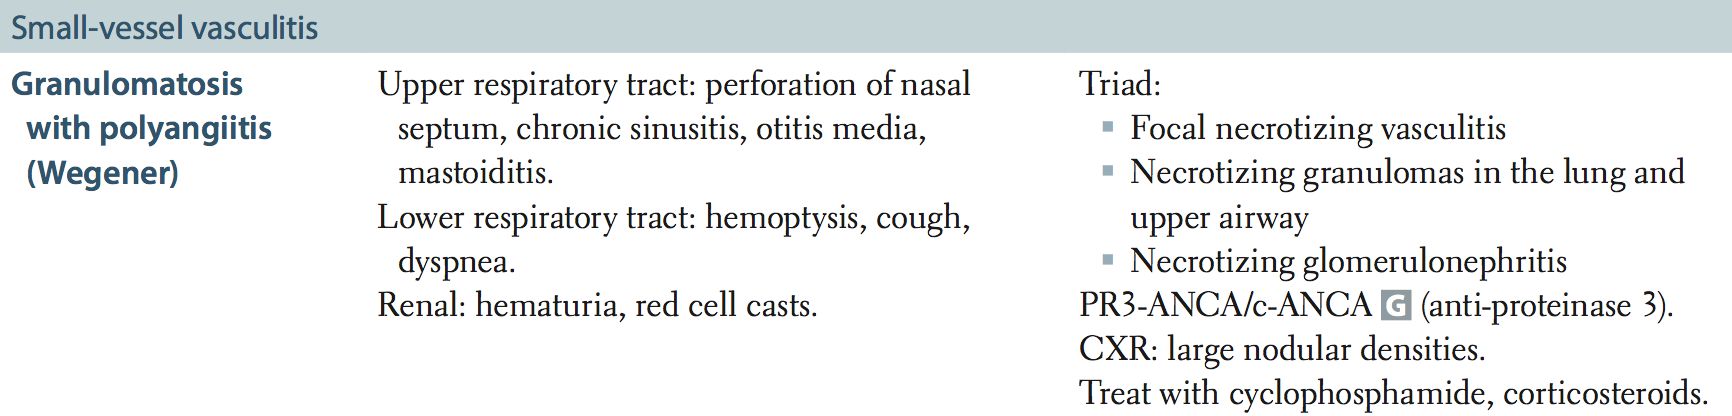 Small-vessel vasculitis
Granulomatosis
with polyangiitis
(Wegener)
Upper respiratory tract: perforation of nasal
septum, chronic sinusitis, otitis media,
mastoiditis.
Lower respiratory tract: hemoptysis, cough,
dyspnea.
Renal: hematuria, red cell casts.
Triad:
▪ Focal necrotizing vasculitis
▪ Necrotizing granulomas in the lung and
upper airway
▪ Necrotizing glomerulonephritis
PR3-ANCA/c-ANCA G (anti-proteinase 3).
CXR: large nodular densities.
Treat with cyclophosphamide, corticosteroids.